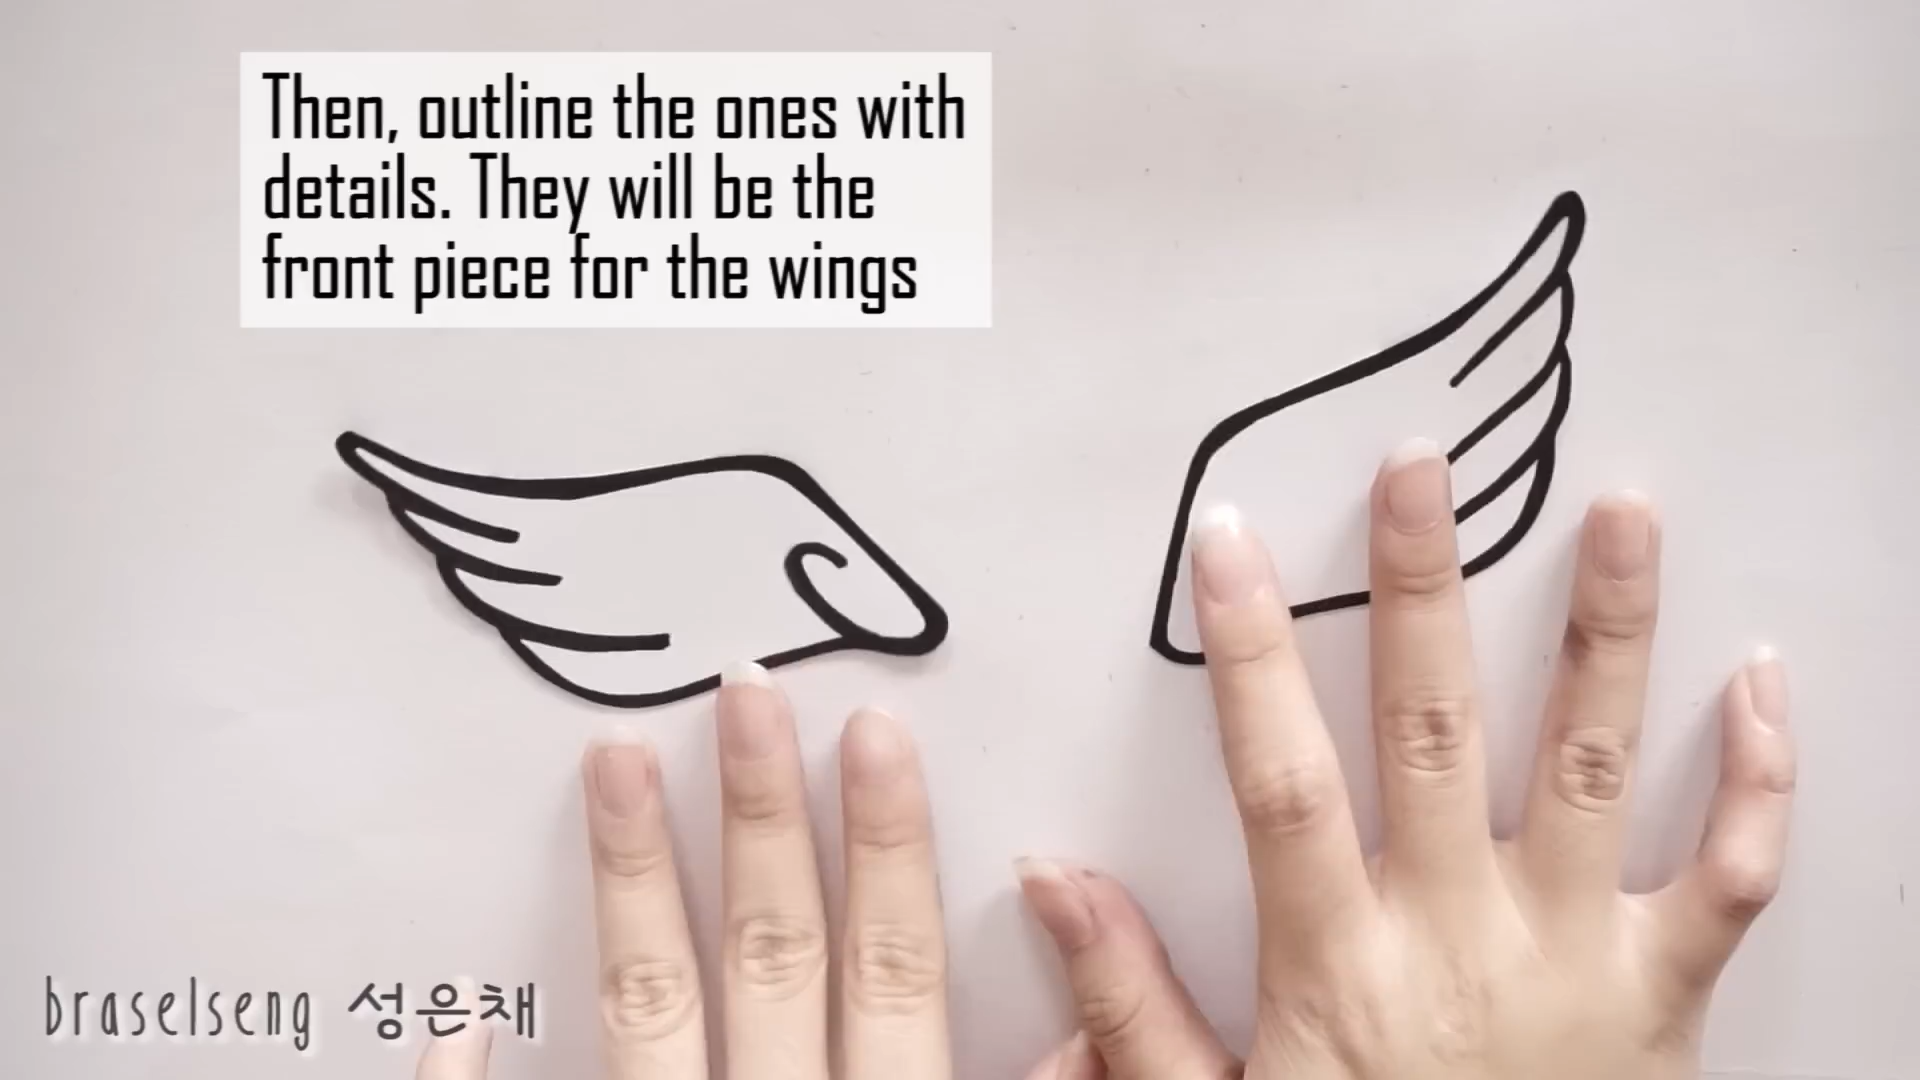 Then, outline the ones with
details. They will be the
front piece for the wings
braselseng 성은채